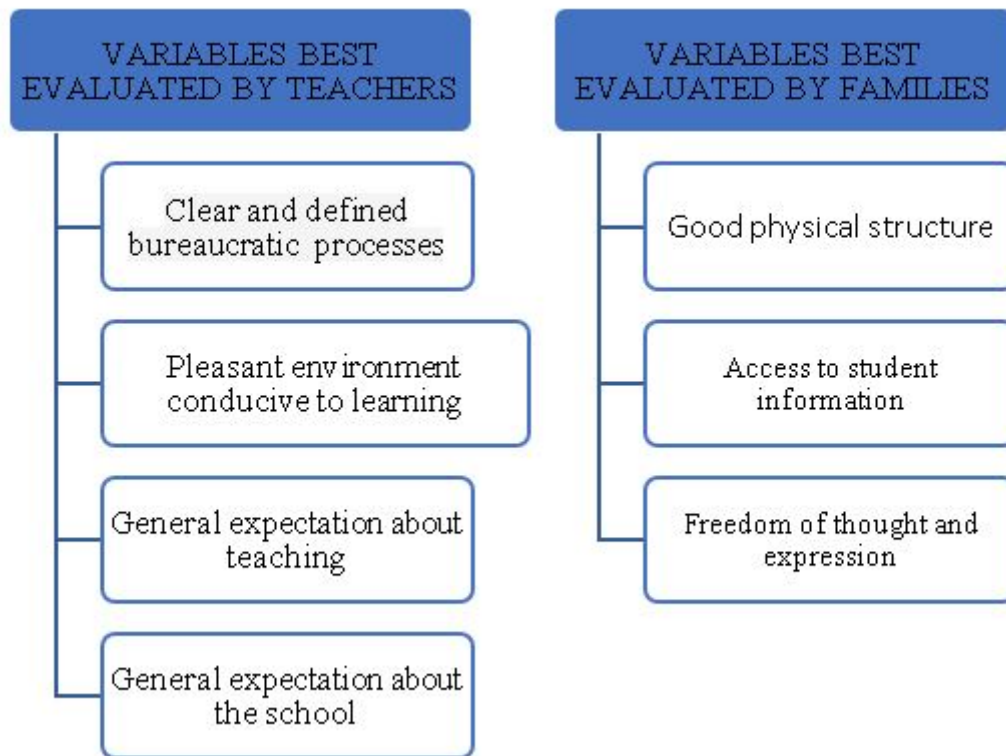 VARIABLES BEST
EVALUATED BY TEACHERS
Clear and defined
bureaucratic processes
Pleasant environment
conducive to learning
General expectation about
teaching
General expectation about
the school
VARIABLES BEST
EVALUATED BY FAMILIES
Good physical structure
Access to student
information
Freedom of thought and
expression